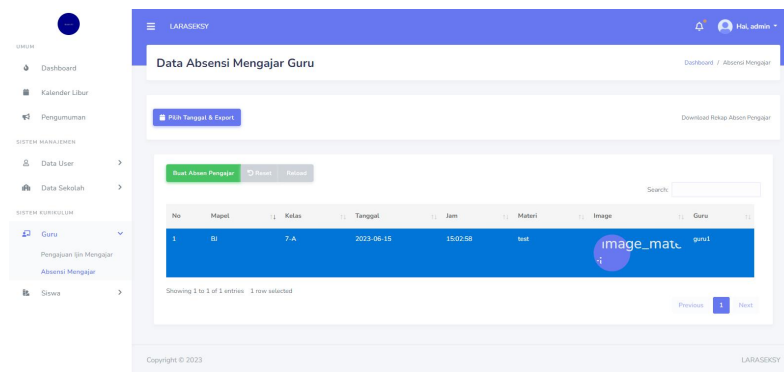 LARASEKSY
Hai, admin
UMUM
Dashboard
Kalender Libur
Pengumuman
SISTEM MANAJEMEN
Data User
Data Sekolah
SISTEM KURIKULUM
Guru
Pengajuan Ijin Mengajar
Absensi Mengajar
Siswa
Data Absensi Mengajar Guru
Dashboard / Absensi Mengajar
Pilih Tanggal & Export
Download Rekap Absen Pengajar
Buat Absen Pengajar Reset Reload
Search:
No Mapel Kelas Tanggal Jam Materi Image Guru
1 BJ 7-A 2023-06-15 15:02:58 test image_mate guru1
i
Showing 1 to 1 of 1 entries 1 row selected
Previous 1 Next
Copyright © 2023 LARASEKSY